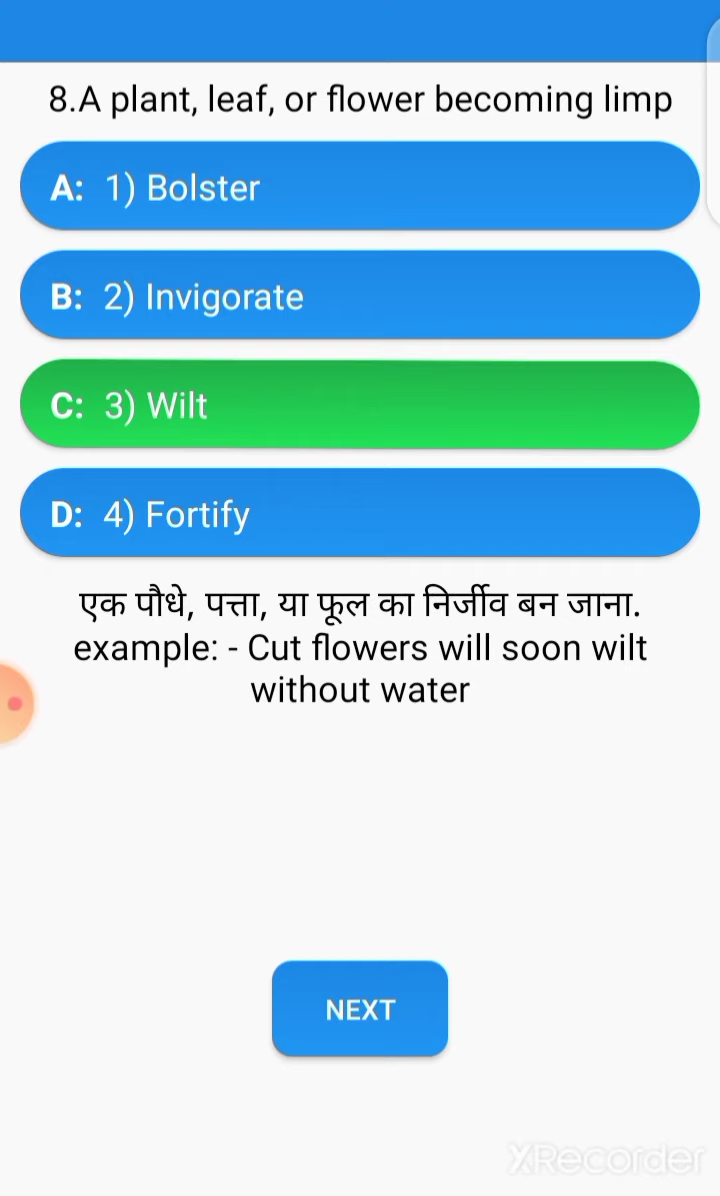 8.A plant, leaf, or flower becoming limp
A: 1) Bolster
B: 2) Invigorate
C: 3) Wilt
D: 4) Fortify
एक पौधे, पत्ता, या फूल का निर्जीव बन जाना.
example: - Cut flowers will soon wilt
without water
NEXT
XRecorder